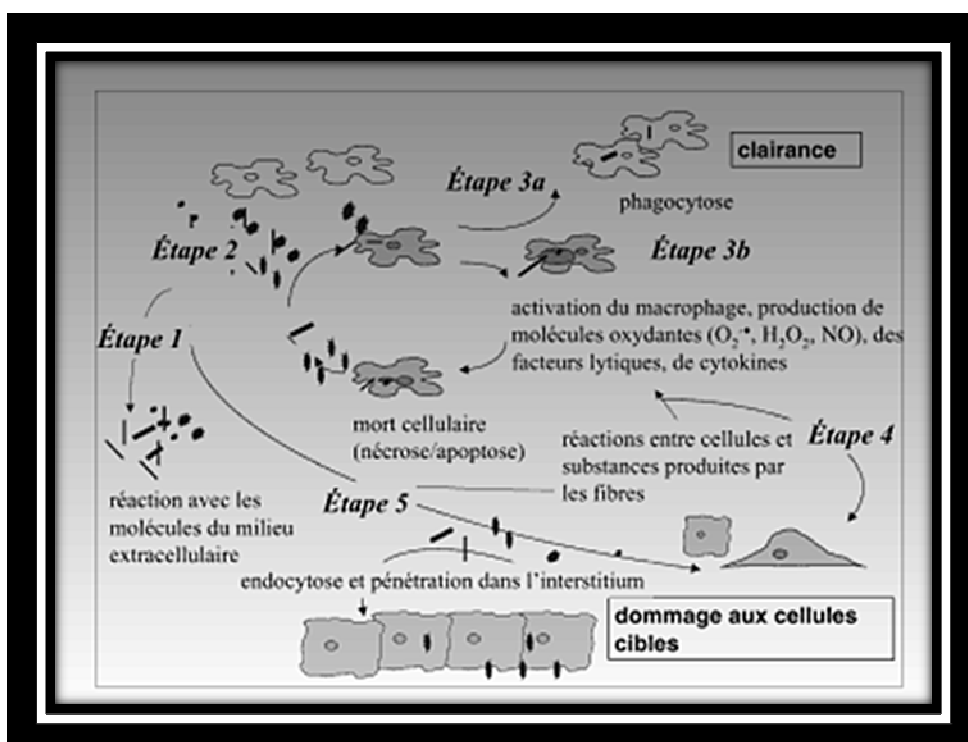 clairance
Étape 3a
phagocytose
Étape 2
Étape 3b
activation du macrophage, production de
molécules oxydantes (O₂⁻•, H₂O₂, NO), des
facteurs lytiques, de cytokines
Étape 1
mort cellulaire
(nécrose/apoptose)
réactions entre cellules et
substances produites par
les fibres
Étape 4
réaction avec les
molécules du milieu
extracellulaire
Étape 5
endocytose et pénétration dans l'interstitium
dommage aux cellules
cibles